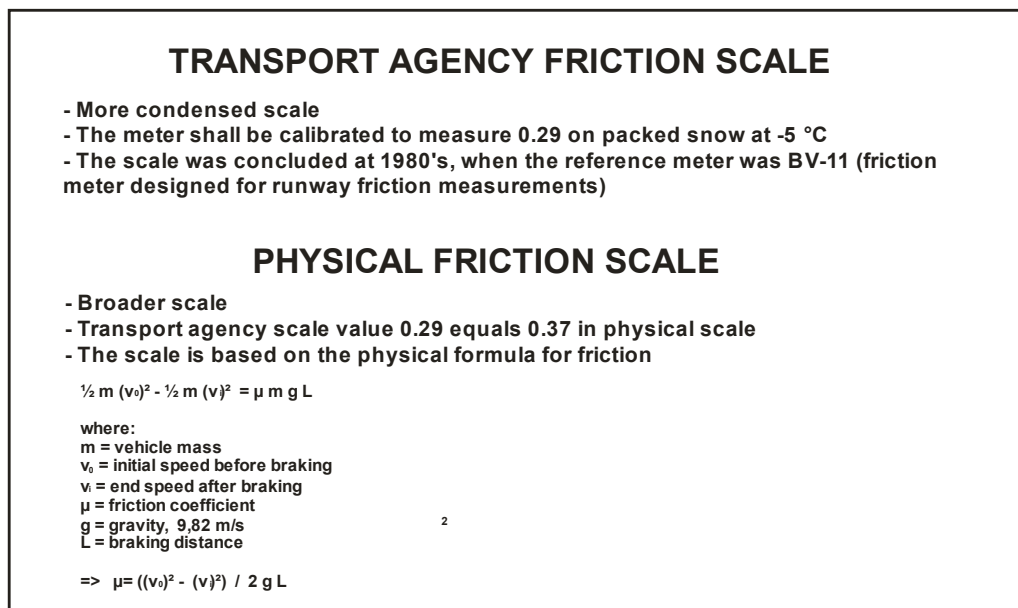 TRANSPORT AGENCY FRICTION SCALE
- More condensed scale
- The meter shall be calibrated to measure 0.29 on packed snow at -5 °C
- The scale was concluded at 1980's, when the reference meter was BV-11 (friction
meter designed for runway friction measurements)
PHYSICAL FRICTION SCALE
- Broader scale
- Transport agency scale value 0.29 equals 0.37 in physical scale
- The scale is based on the physical formula for friction
½ m (v₀)² - ½ m (vᵢ)² = µ m g L
where:
m = vehicle mass
v₀ = initial speed before braking
vᵢ = end speed after braking
µ = friction coefficient
g = gravity, 9,82 m/s 2
L = braking distance
=> µ= ((v₀)² - (vᵢ)²) / 2 g L